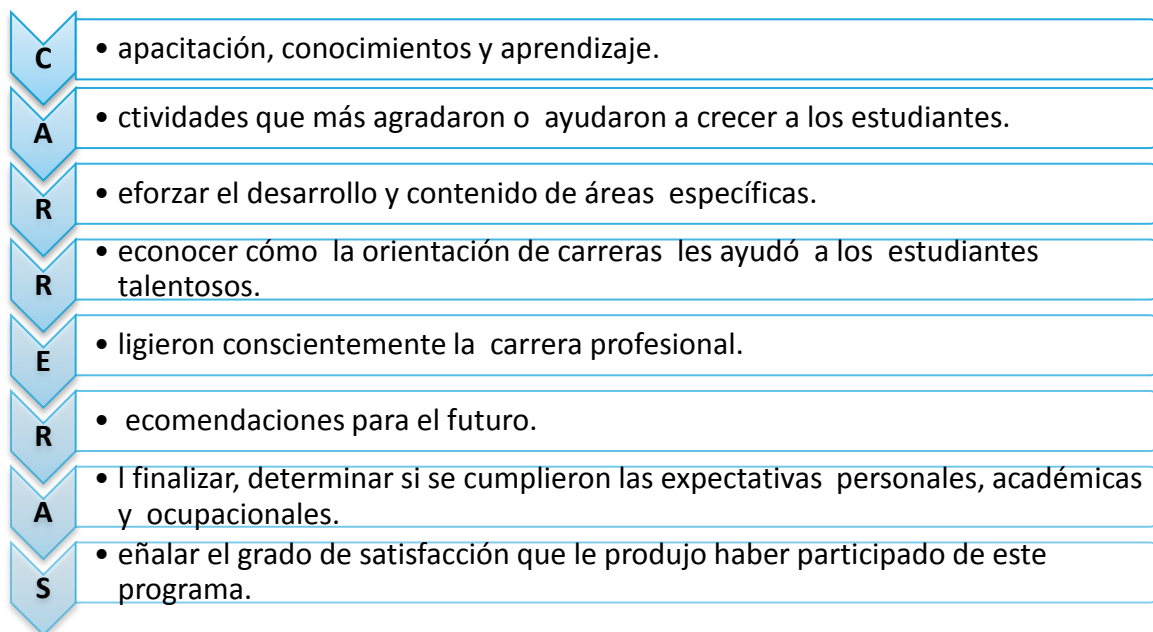 C • apacitación, conocimientos y aprendizaje.
A • ctividades que más agradaron o ayudaron a crecer a los estudiantes.
R • eforzar el desarrollo y contenido de áreas específicas.
R • econocer cómo la orientación de carreras les ayudó a los estudiantes
talentosos.
E • ligieron conscientemente la carrera profesional.
R • ecomendaciones para el futuro.
A • l finalizar, determinar si se cumplieron las expectativas personales, académicas
y ocupacionales.
S • eñalar el grado de satisfacción que le produjo haber participado de este
programa.